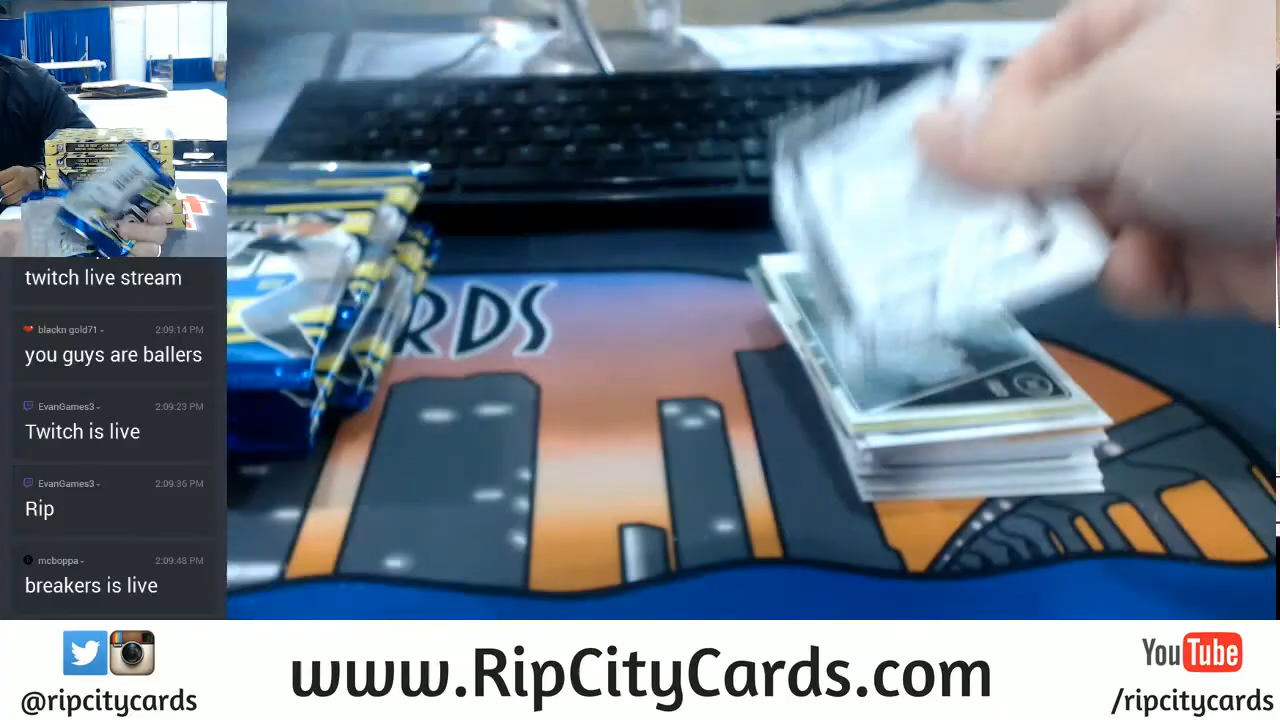 twitch live stream
blackn gold71
2:09:14 PM
you guys are ballers
EvanGames3
2:09:23 PM
Twitch is live
EvanGames3
2:09:36 PM
Rip
mcboppa
2:09:48 PM
breakers is live
RDS
@ripcitycards
www.RipCityCards.com
YouTube
/ripcitycards